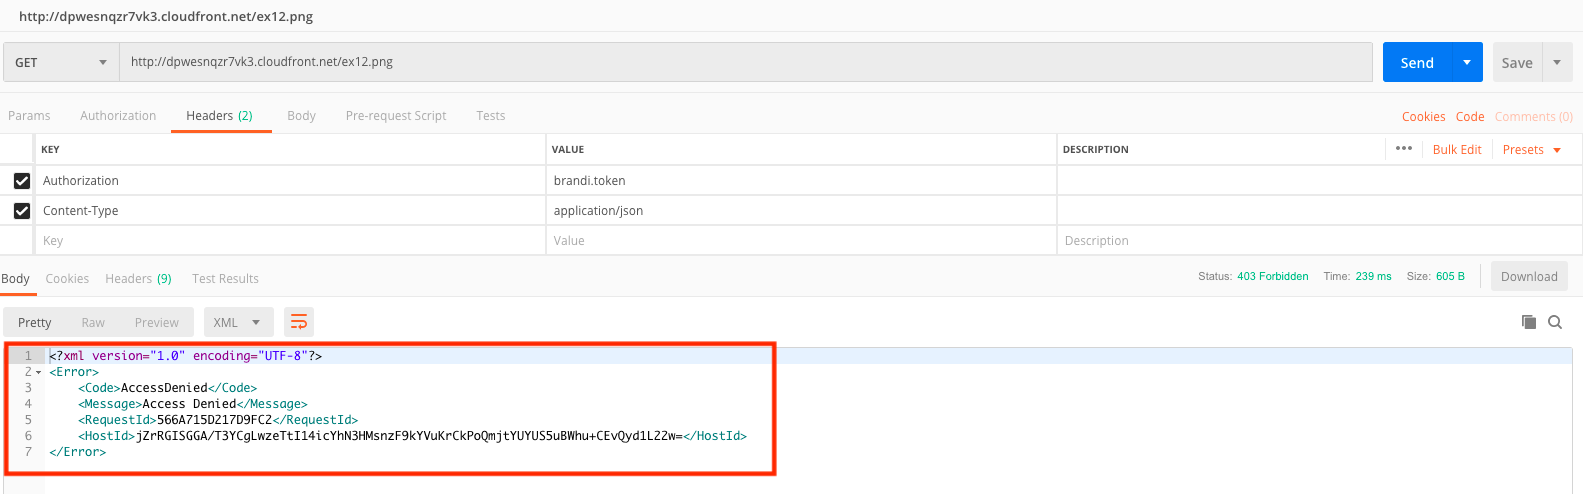 http://dpwesnqzr7vk3.cloudfront.net/ex12.png
GET http://dpwesnqzr7vk3.cloudfront.net/ex12.png Send Save
Params Authorization Headers (2) Body Pre-request Script Tests Cookies Code Comments (0)
KEY VALUE DESCRIPTION ••• Bulk Edit Presets
Authorization brandi.token
Content-Type application/json
Key Value Description
Body Cookies Headers (9) Test Results Status: 403 Forbidden Time: 239 ms Size: 605 B Download
Pretty Raw Preview XML
1 <?xml version="1.0" encoding="UTF-8"?>
2 <Error>
3 <Code>AccessDenied</Code>
4 <Message>Access Denied</Message>
5 <RequestId>566A715D217D9FC2</RequestId>
6 <HostId>jZrRGISGGA/T3YCgLwzeTtI14icYhN3HMsnzF9kYVuKrCkPoQmjtYUYUS5uBWhu+CEvQyd1LZZw=</HostId>
7 </Error>